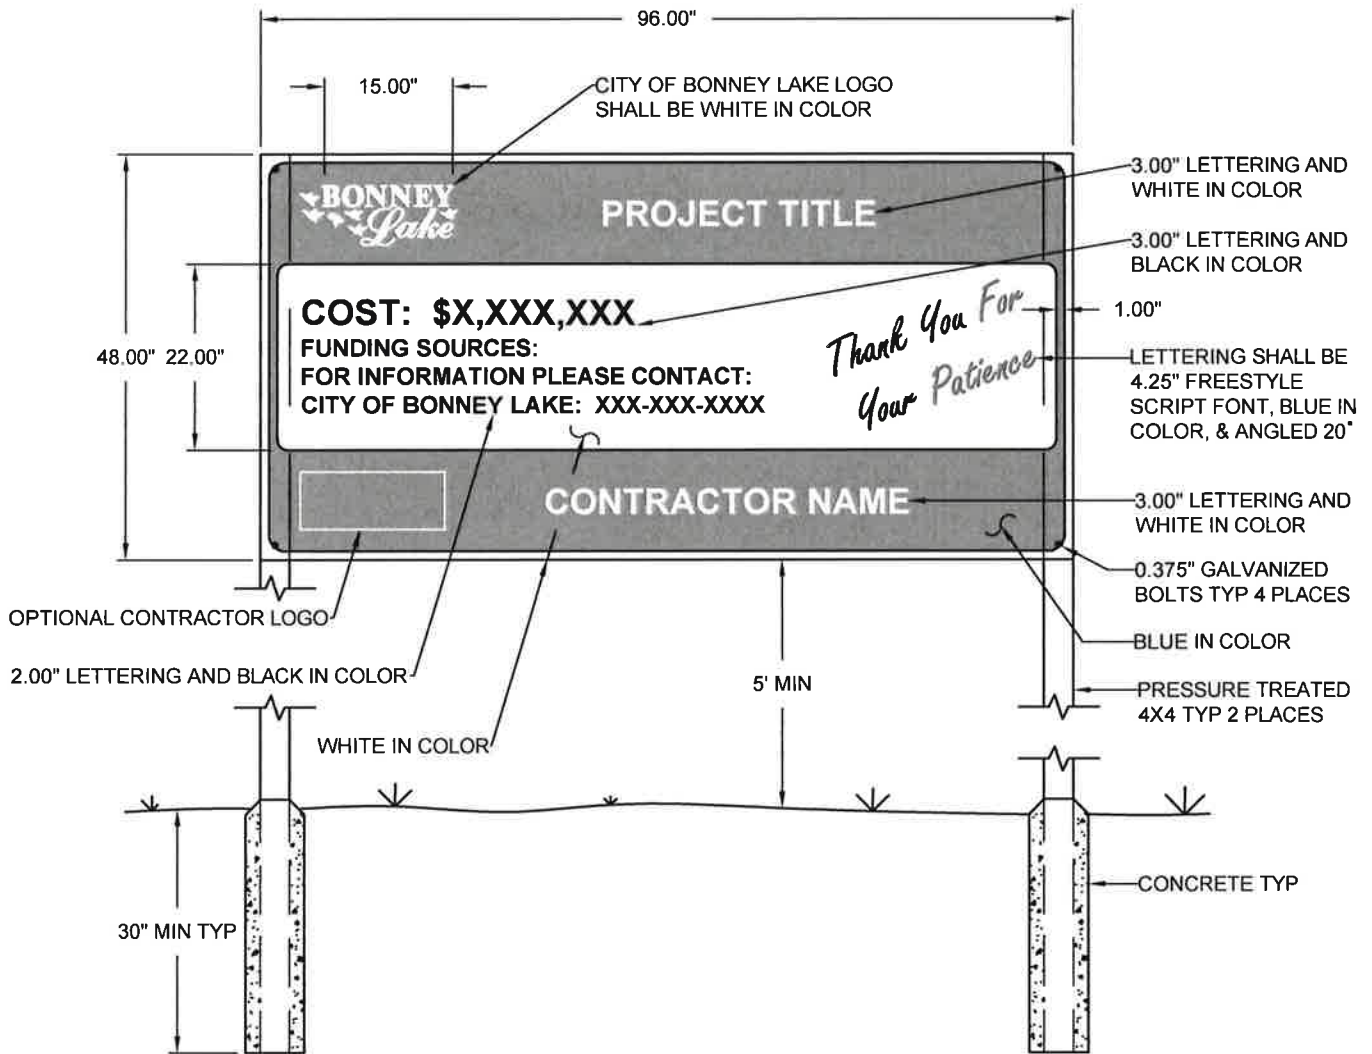 96.00"
15.00"
CITY OF BONNEY LAKE LOGO
SHALL BE WHITE IN COLOR
3.00" LETTERING AND
WHITE IN COLOR
BONNEY
Lake
PROJECT TITLE
3.00" LETTERING AND
BLACK IN COLOR
COST: $X,XXX,XXX
FUNDING SOURCES:
FOR INFORMATION PLEASE CONTACT:
CITY OF BONNEY LAKE: XXX-XXX-XXXX
Thank You For
Your Patience
1.00"
48.00" 22.00"
LETTERING SHALL BE
4.25" FREESTYLE
SCRIPT FONT, BLUE IN
COLOR, & ANGLED 20°
CONTRACTOR NAME
3.00" LETTERING AND
WHITE IN COLOR
0.375" GALVANIZED
BOLTS TYP 4 PLACES
OPTIONAL CONTRACTOR LOGO
BLUE IN COLOR
2.00" LETTERING AND BLACK IN COLOR
5' MIN
PRESSURE TREATED
4X4 TYP 2 PLACES
WHITE IN COLOR
CONCRETE TYP
30" MIN TYP